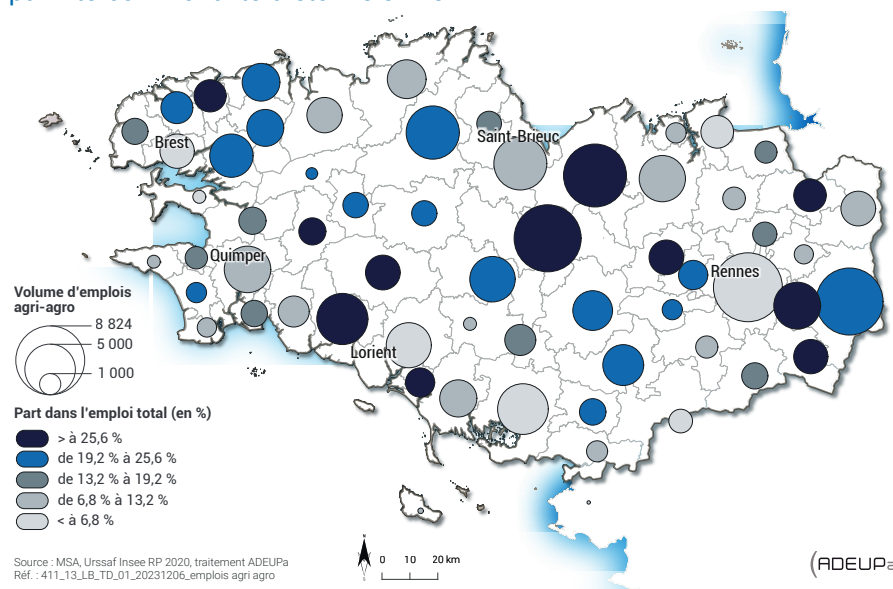 Brest
Saint-Brieuc
Quimper
Rennes
Lorient
Volume d'emplois
agri-agro
8 824
5 000
1 000
Part dans l'emploi total (en %)
> à 25,6 %
de 19,2 % à 25,6 %
de 13,2 % à 19,2 %
de 6,8 % à 13,2 %
< à 6,8 %
Source : MSA, Urssaf Insee RP 2020, traitement ADEUPa
Réf. : 411_13_LB_TD_01_20231206_emplois agri agro
N
0 10 20 km
(ADEUPa